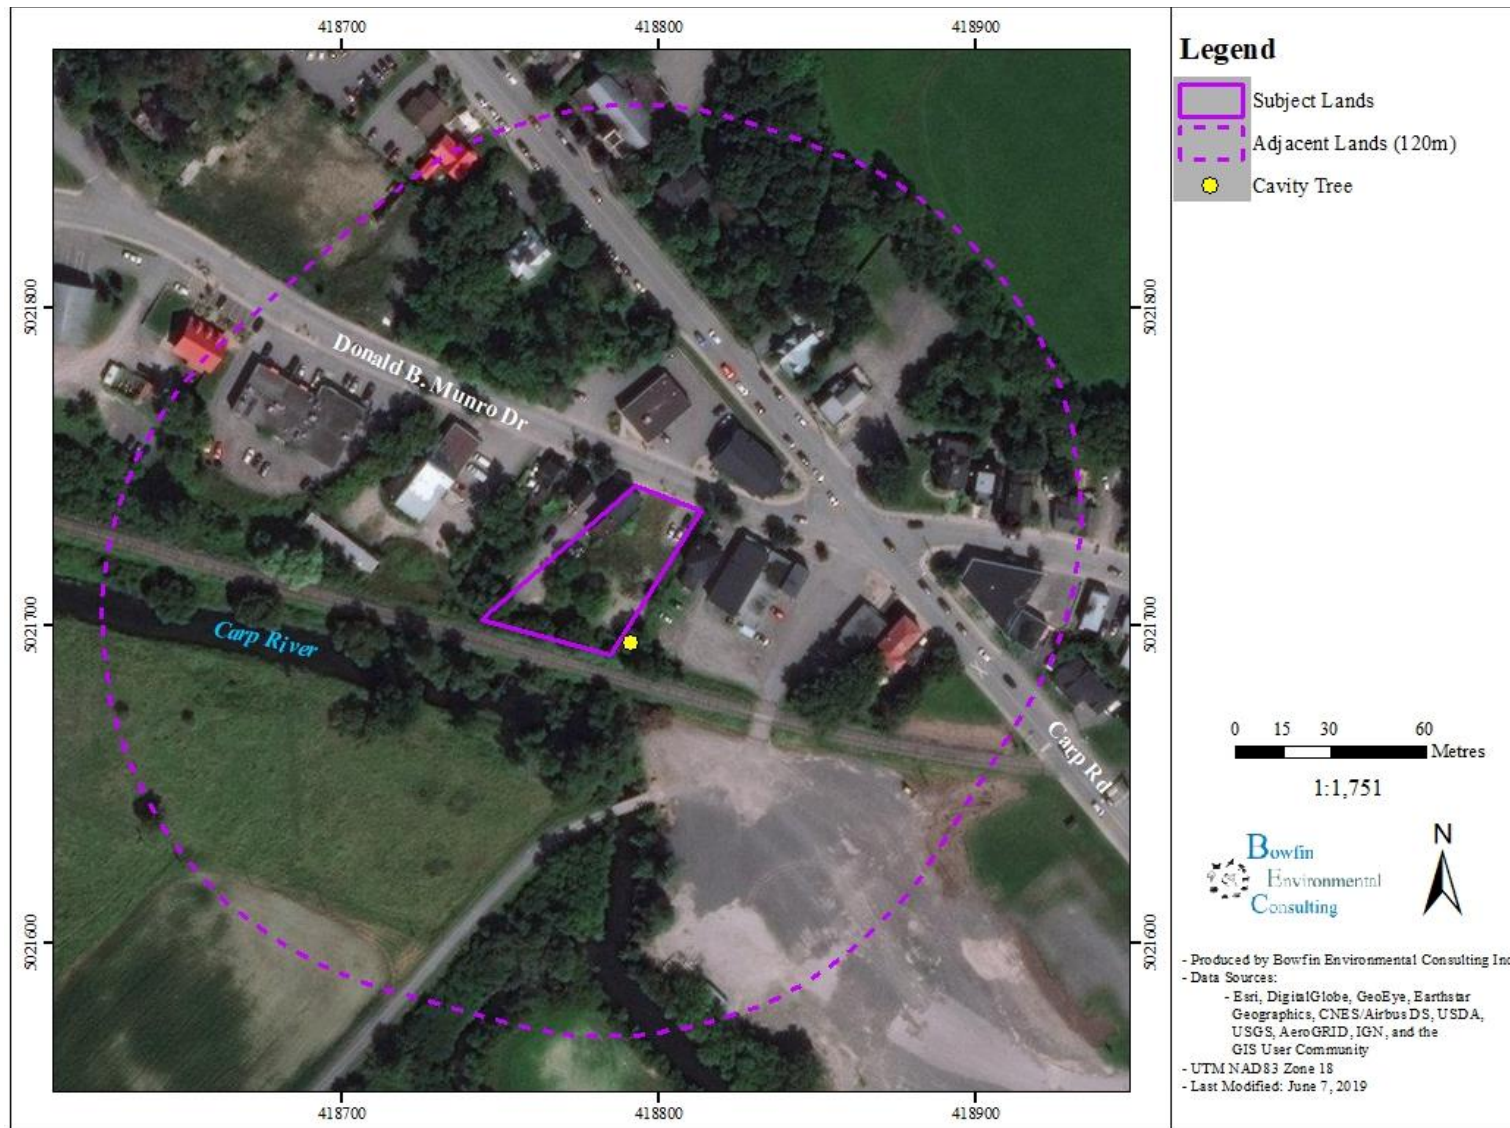 418700
418800
418900
5021800
5021800
5021700
5021700
5021600
5021600
418700
418800
418900
Donald B. Munro Dr
Carp River
Carp Rd
Legend
Subject Lands
Adjacent Lands (120m)
Cavity Tree
0 15 30 60
Metres
1:1,751
Bowfin
Environmental
Consulting
N
- Produced by Bowfin Environmental Consulting Inc
- Data Sources:
- Esri, DigitalGlobe, GeoEye, Earthstar
Geographics, CNES/Airbus DS, USDA,
USGS, AeroGRID, IGN, and the
GIS User Community
- UTM NAD83 Zone 18
- Last Modified: June 7, 2019